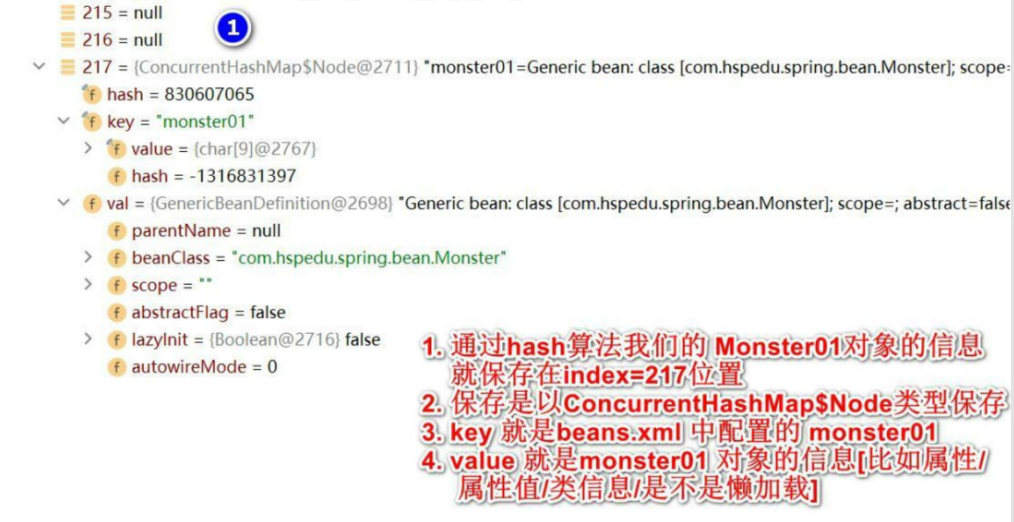 215 = null
216 = null
1
217 = {ConcurrentHashMap$Node@2711} "monster01=Generic bean: class [com.hspedu.spring.bean.Monster]; scope=
f hash = 830607065
f key = "monster01"
f value = {char[9]@2767}
f hash = -1316831397
f val = {GenericBeanDefinition@2698} "Generic bean: class [com.hspedu.spring.bean.Monster]; scope=; abstract=false
f parentName = null
f beanClass = "com.hspedu.spring.bean.Monster"
f scope = ""
f abstractFlag = false
f lazyInit = {Boolean@2716} false
f autowireMode = 0
1. 通过hash算法我们的 Monster01对象的信息
就保存在index=217位置
2. 保存是以ConcurrentHashMap$Node类型保存
3. key 就是beans.xml 中配置的 monster01
4. value 就是monster01 对象的信息[比如属性/
属性值/类信息/是不是懒加载]